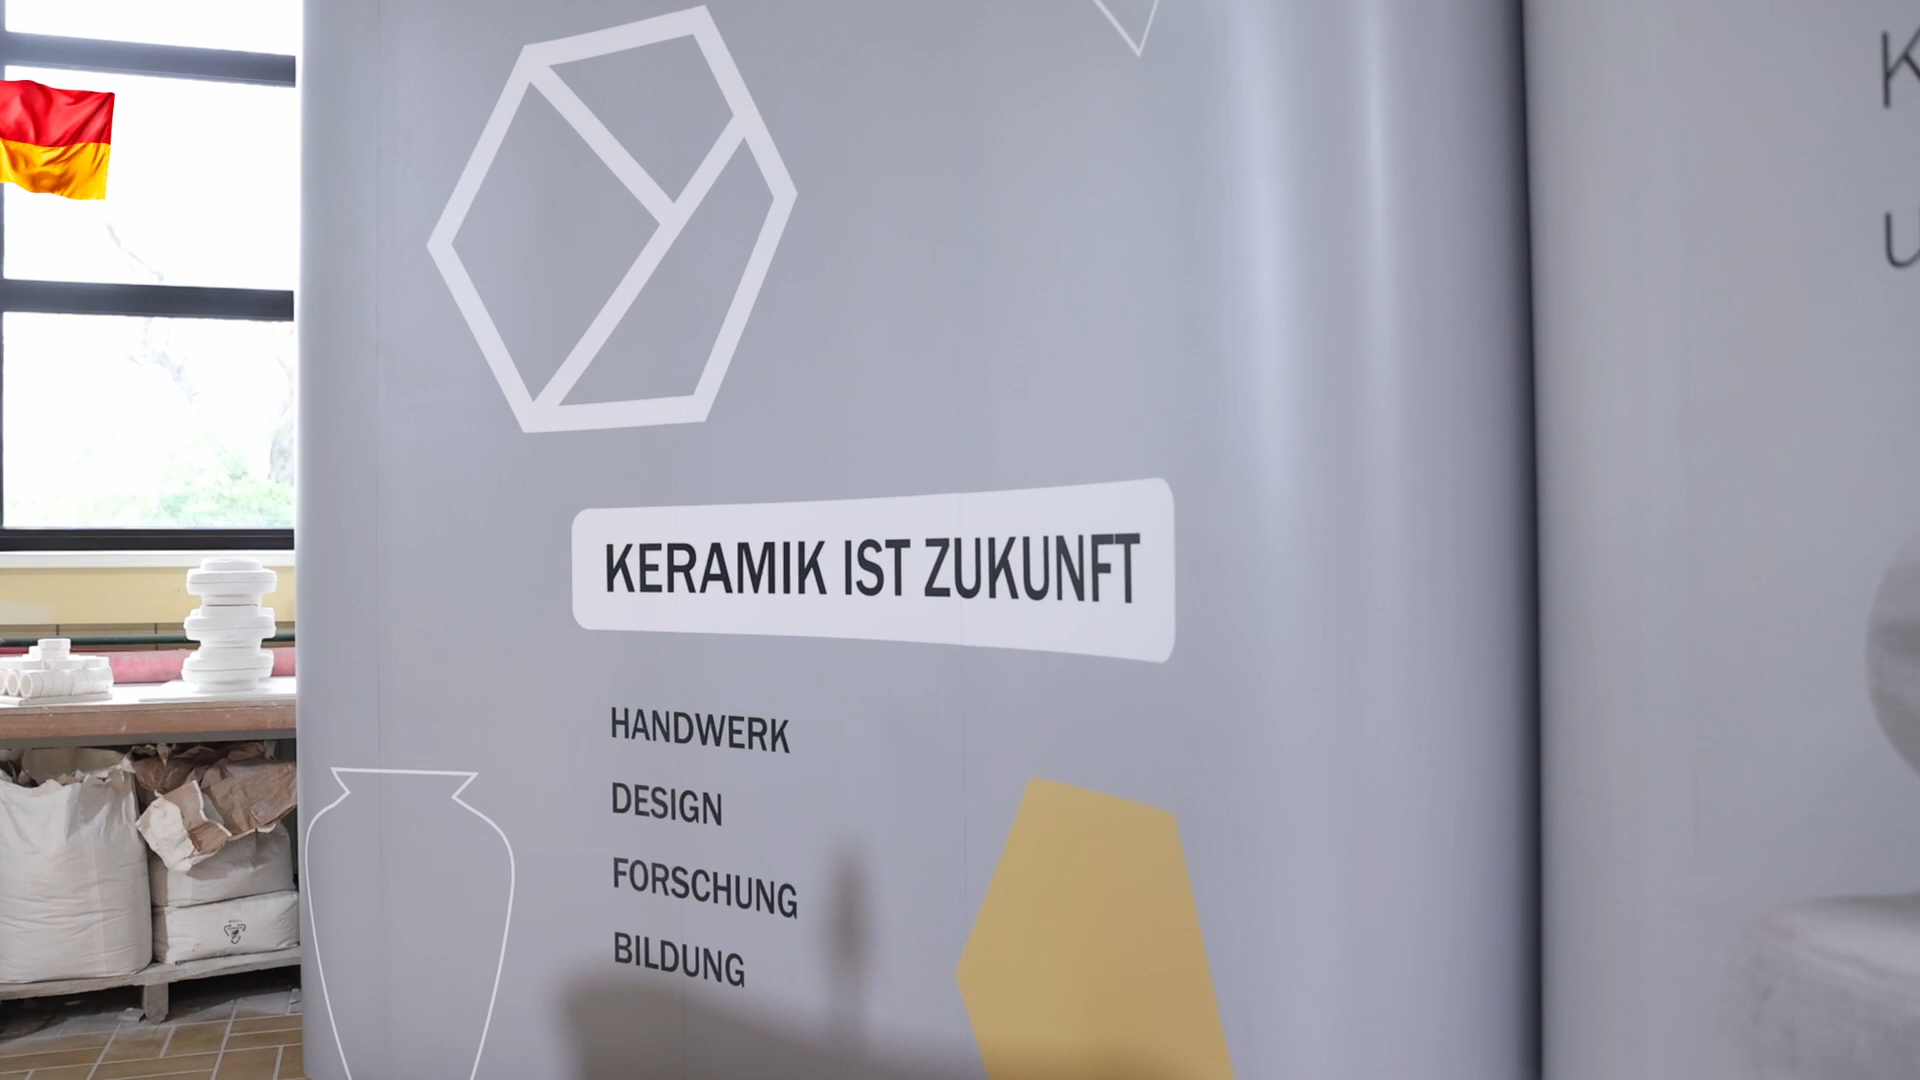 KERAMIK IST ZUKUNFT
HANDWERK
DESIGN
FORSCHUNG
BILDUNG